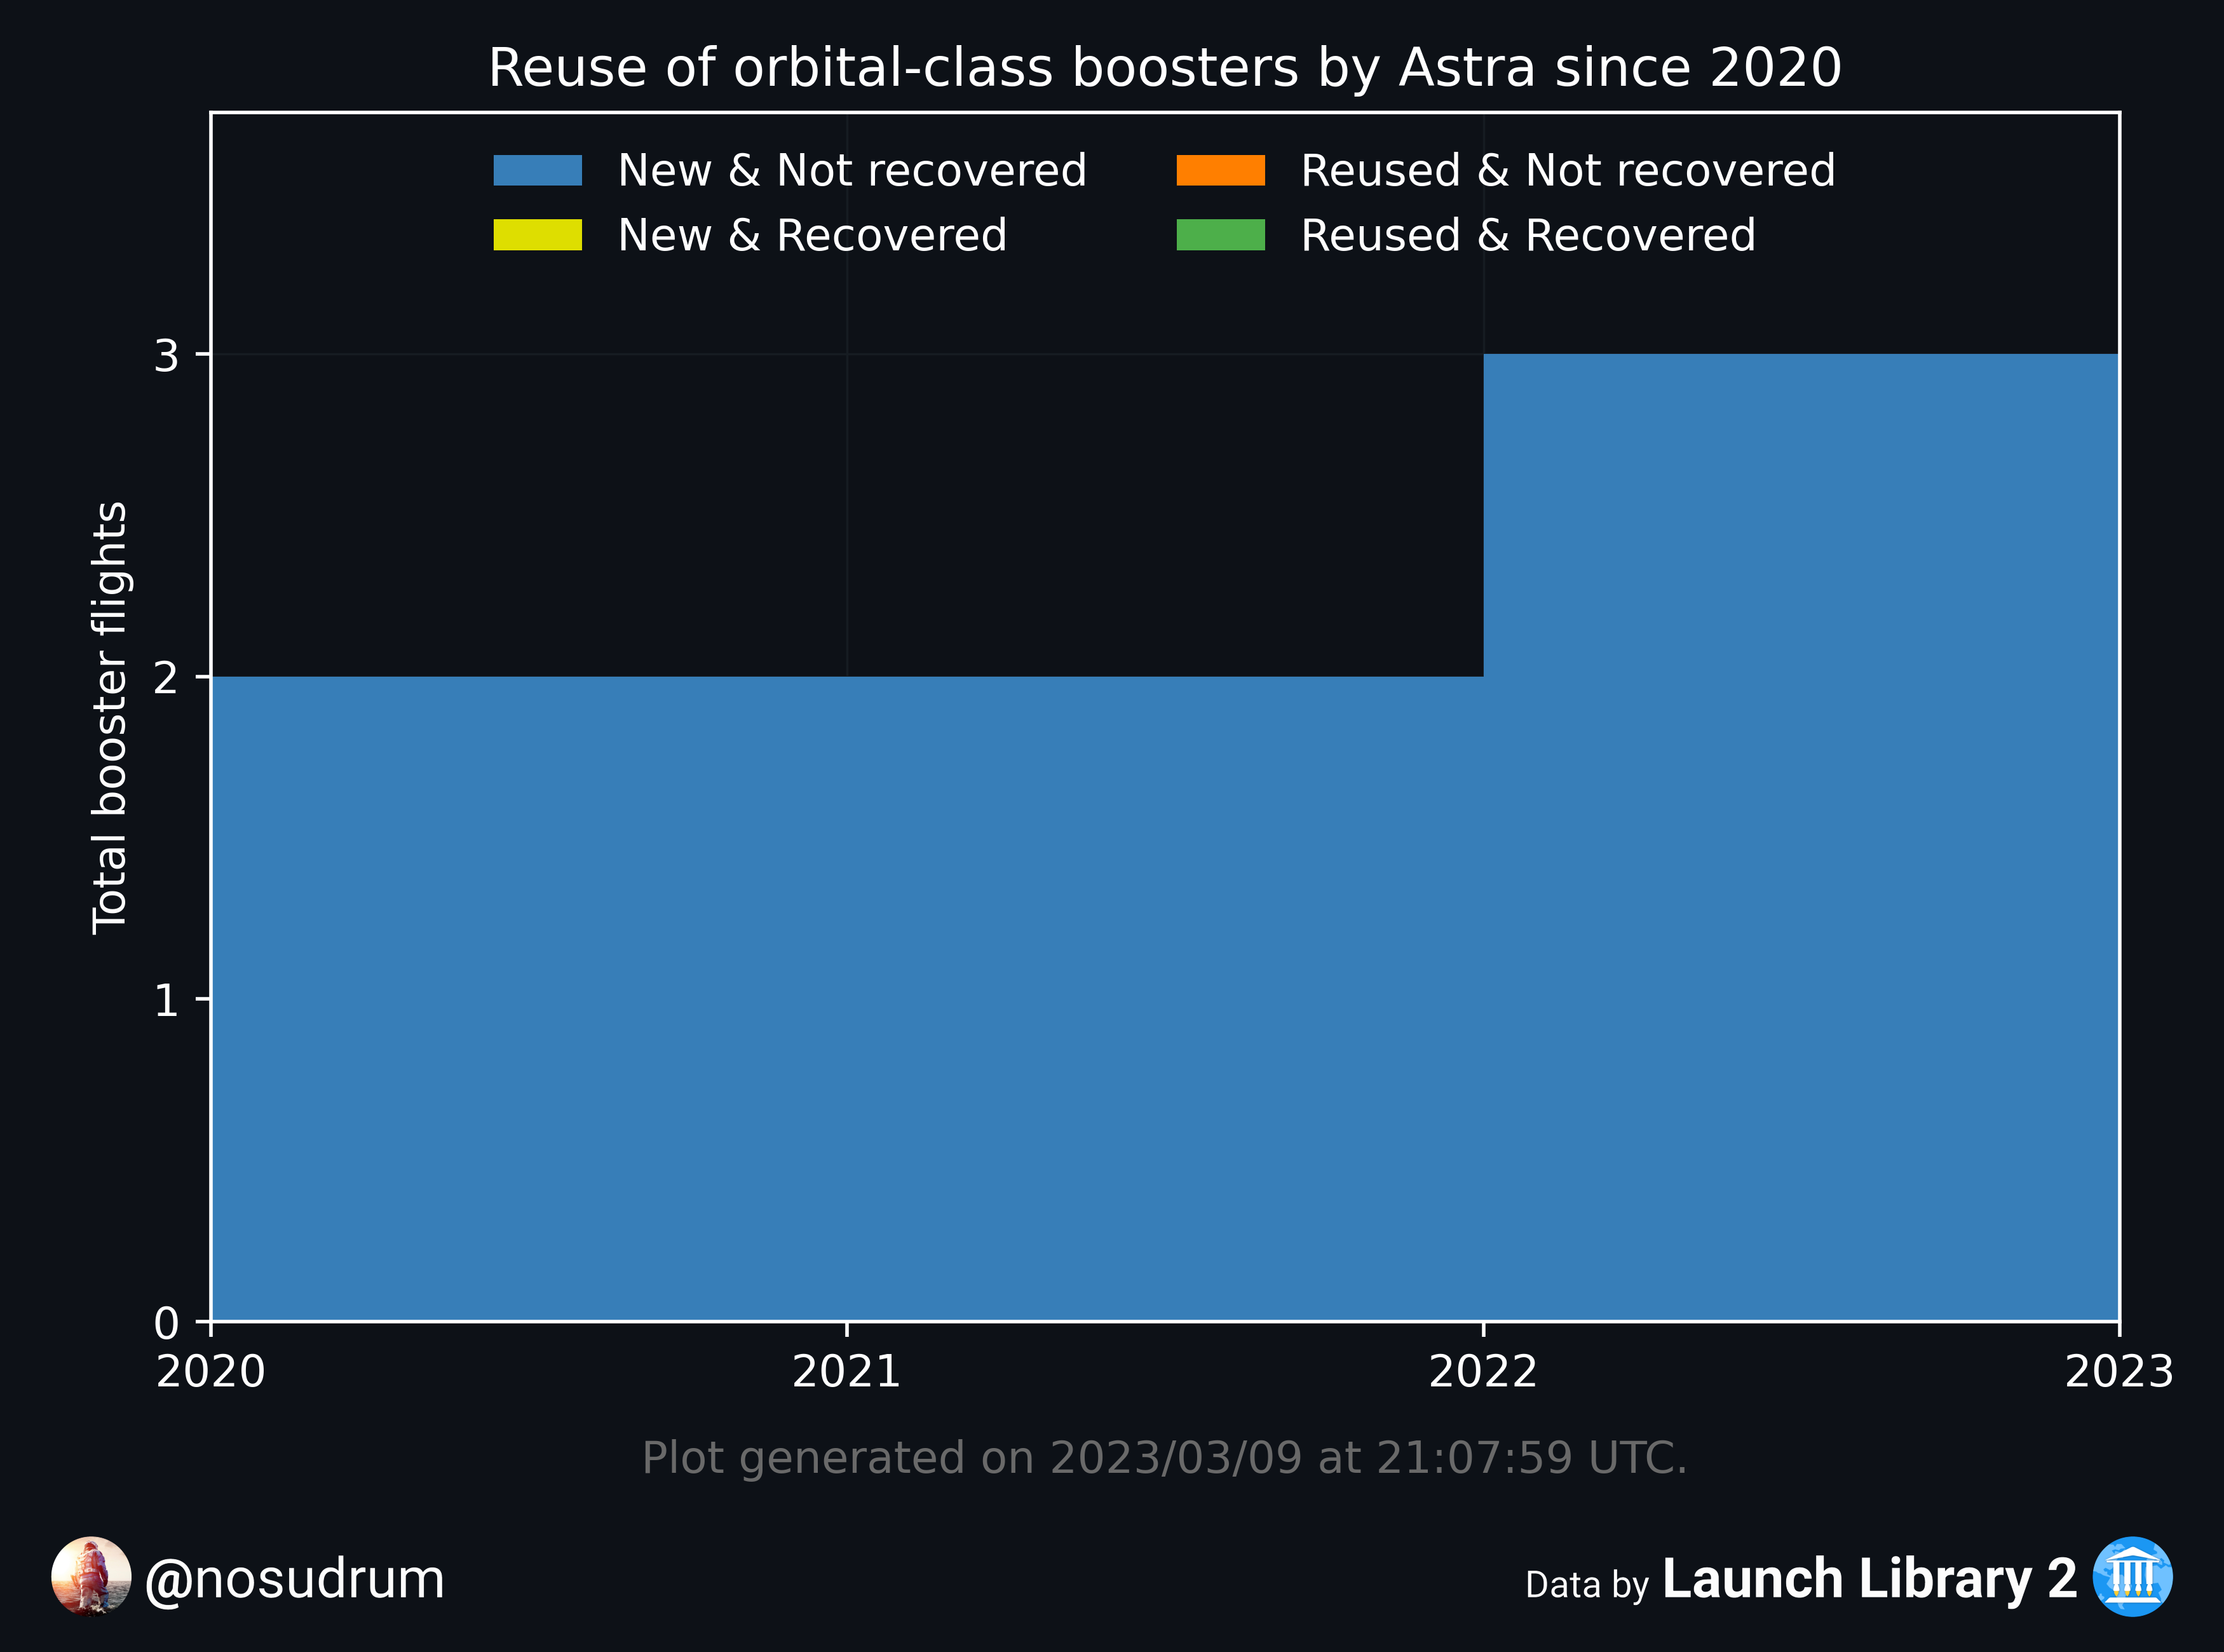 Reuse of orbital-class boosters by Astra since 2020
New & Not recovered
New & Recovered
Reused & Not recovered
Reused & Recovered
Total booster flights
3
2
1
0
2020 2021 2022 2023
Plot generated on 2023/03/09 at 21:07:59 UTC.
@nosudrum
Data by Launch Library 2